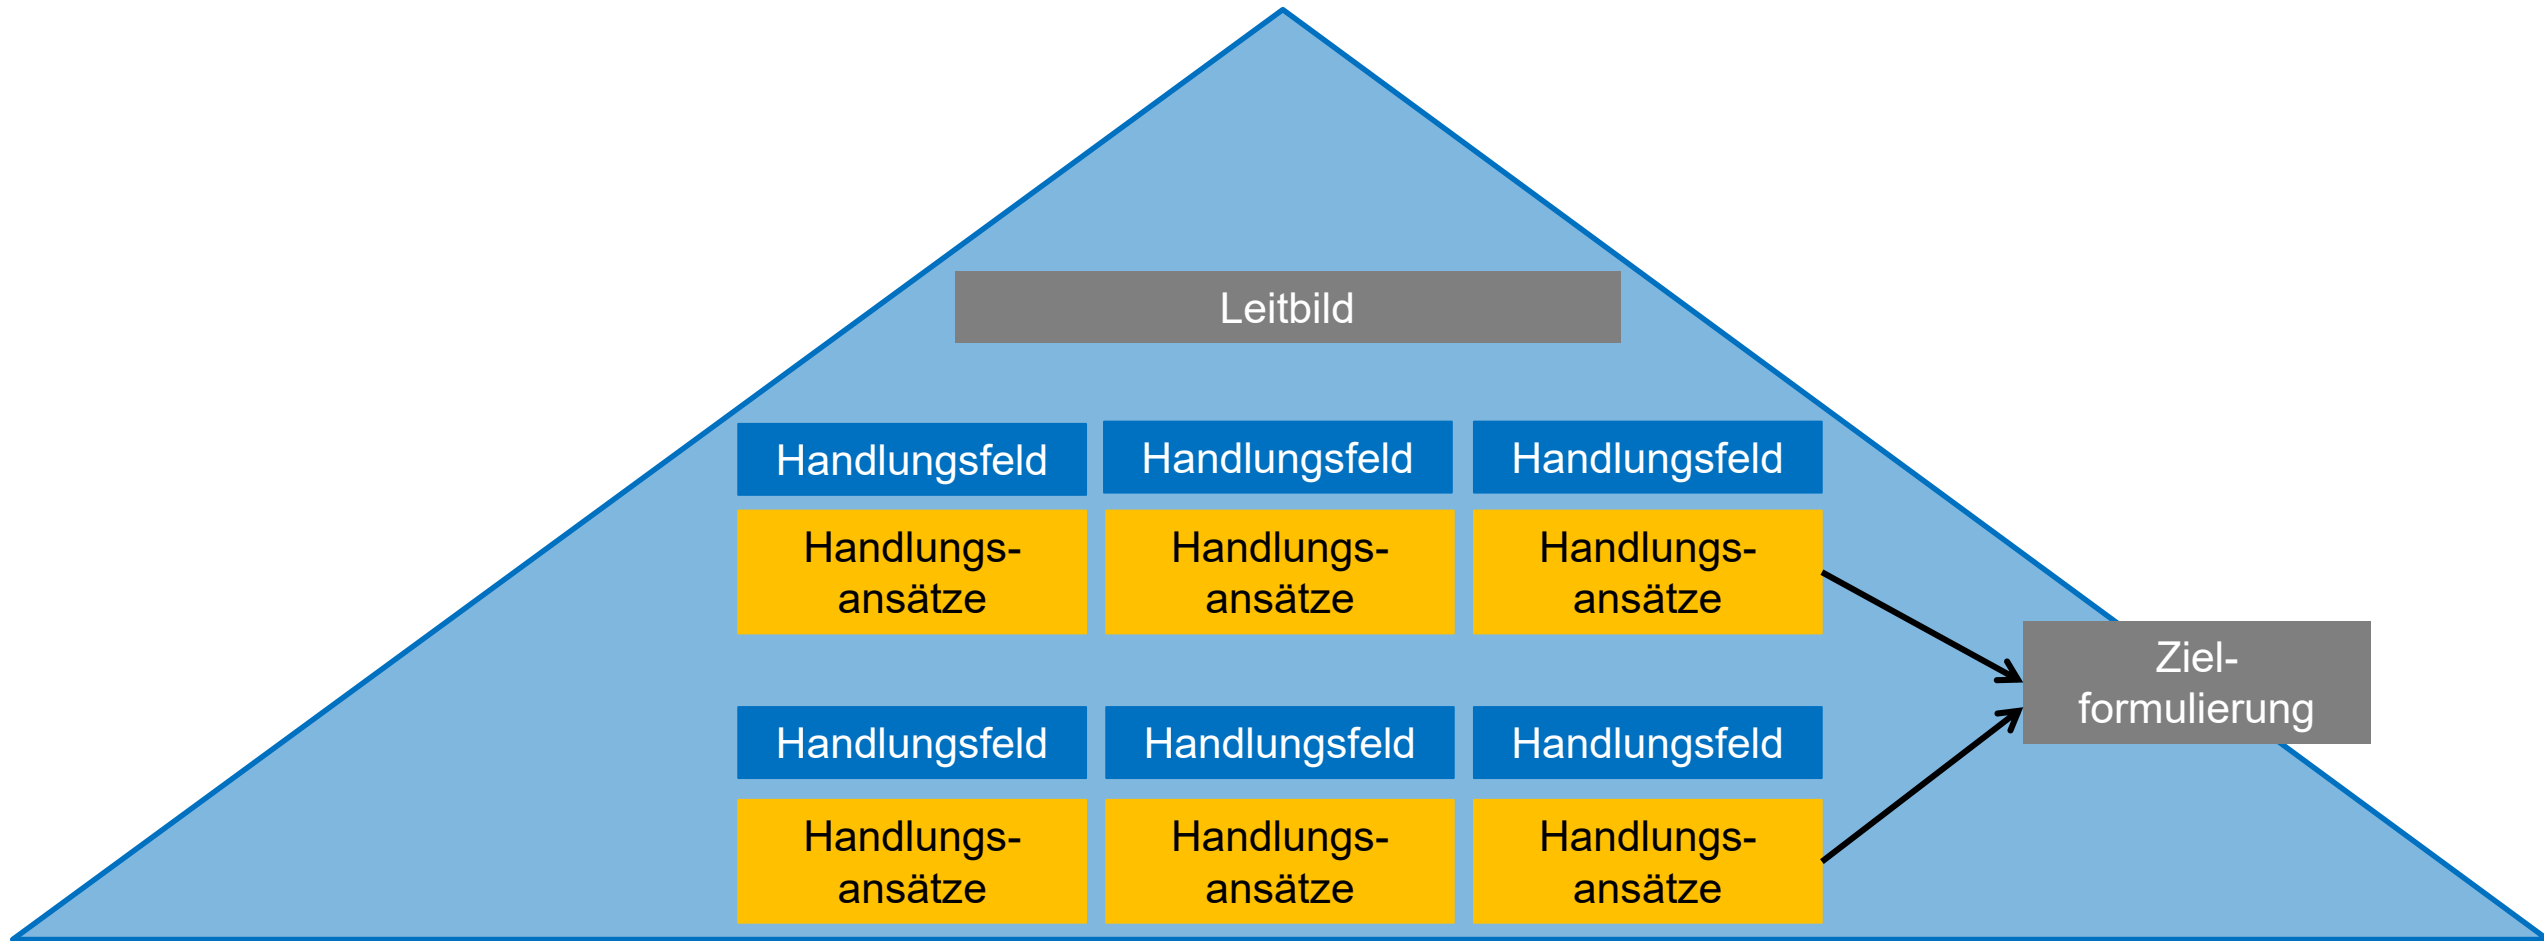 Leitbild
Handlungsfeld
Handlungsfeld
Handlungsfeld
Handlungs-
ansätze
Handlungs-
ansätze
Handlungs-
ansätze
Ziel-
formulierung
Handlungsfeld
Handlungsfeld
Handlungsfeld
Handlungs-
ansätze
Handlungs-
ansätze
Handlungs-
ansätze